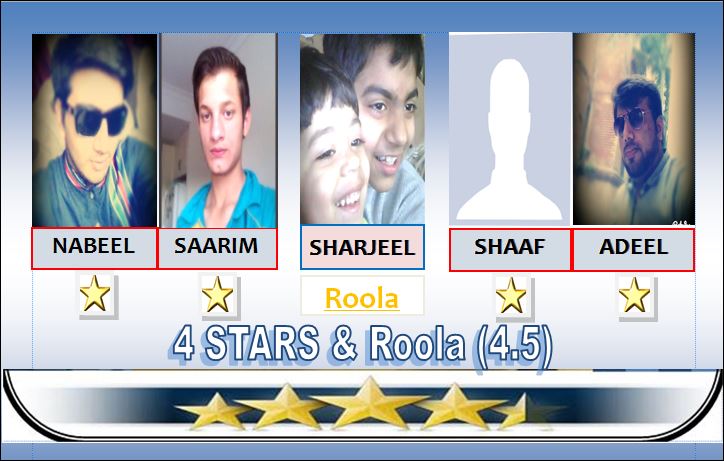 NABEEL SAARIM SHARJEEL SHAAF ADEEL
Roola
4 STARS & Roola (4.5)